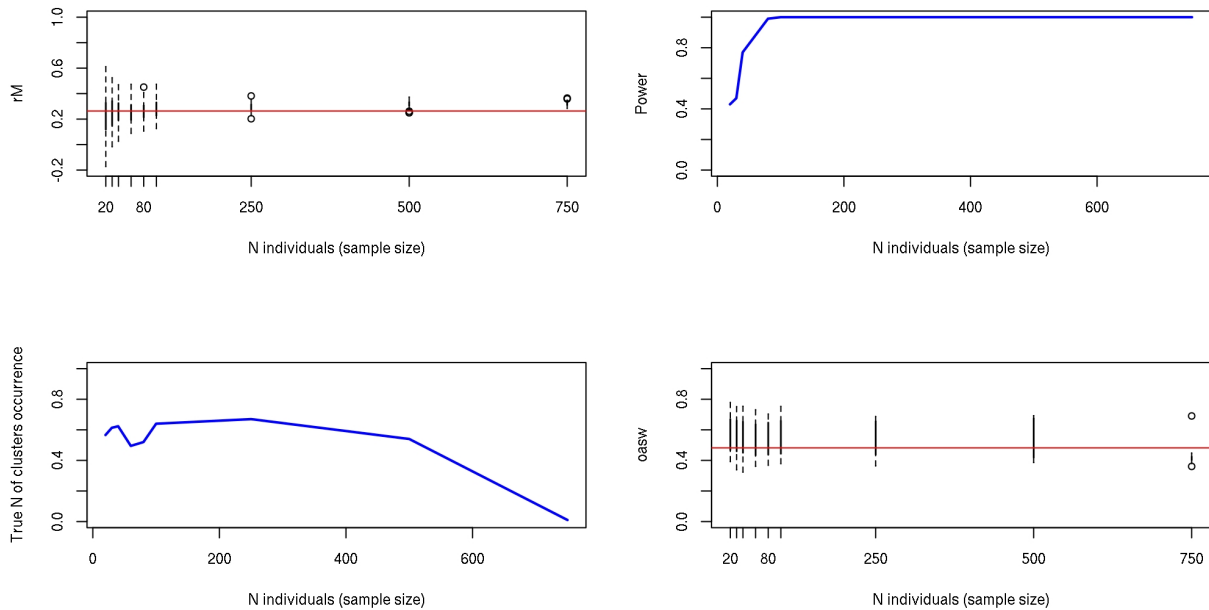 rM
1.0
0.6
0.2
-0.2
20 80 250 500 750
N individuals (sample size)
Power
0.8
0.4
0.0
0 200 400 600
N individuals (sample size)
True N of clusters occurrence
0.8
0.4
0.0
0 200 400 600
N individuals (sample size)
oasw
0.8
0.4
0.0
20 80 250 500 750
N individuals (sample size)